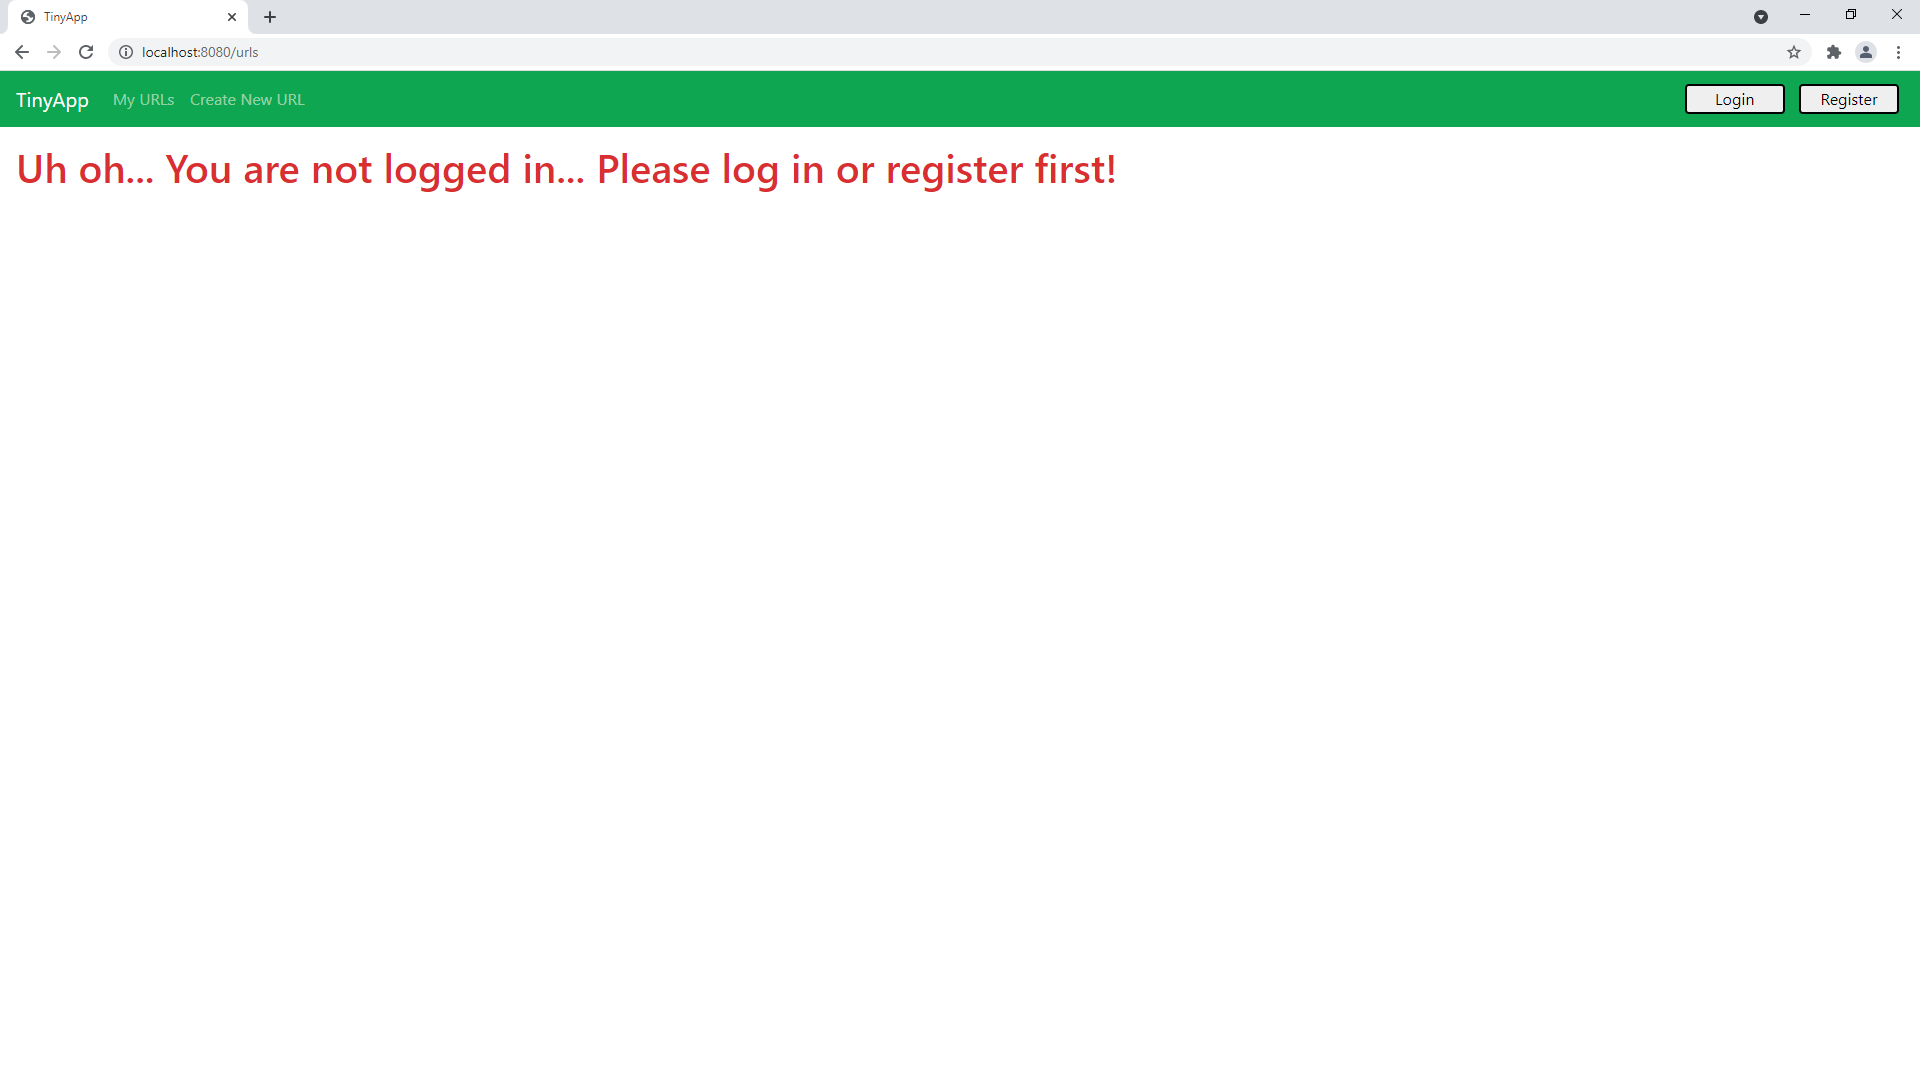 TinyApp
localhost:8080/urls
TinyApp My URLs Create New URL Login Register
Uh oh... You are not logged in... Please log in or register first!